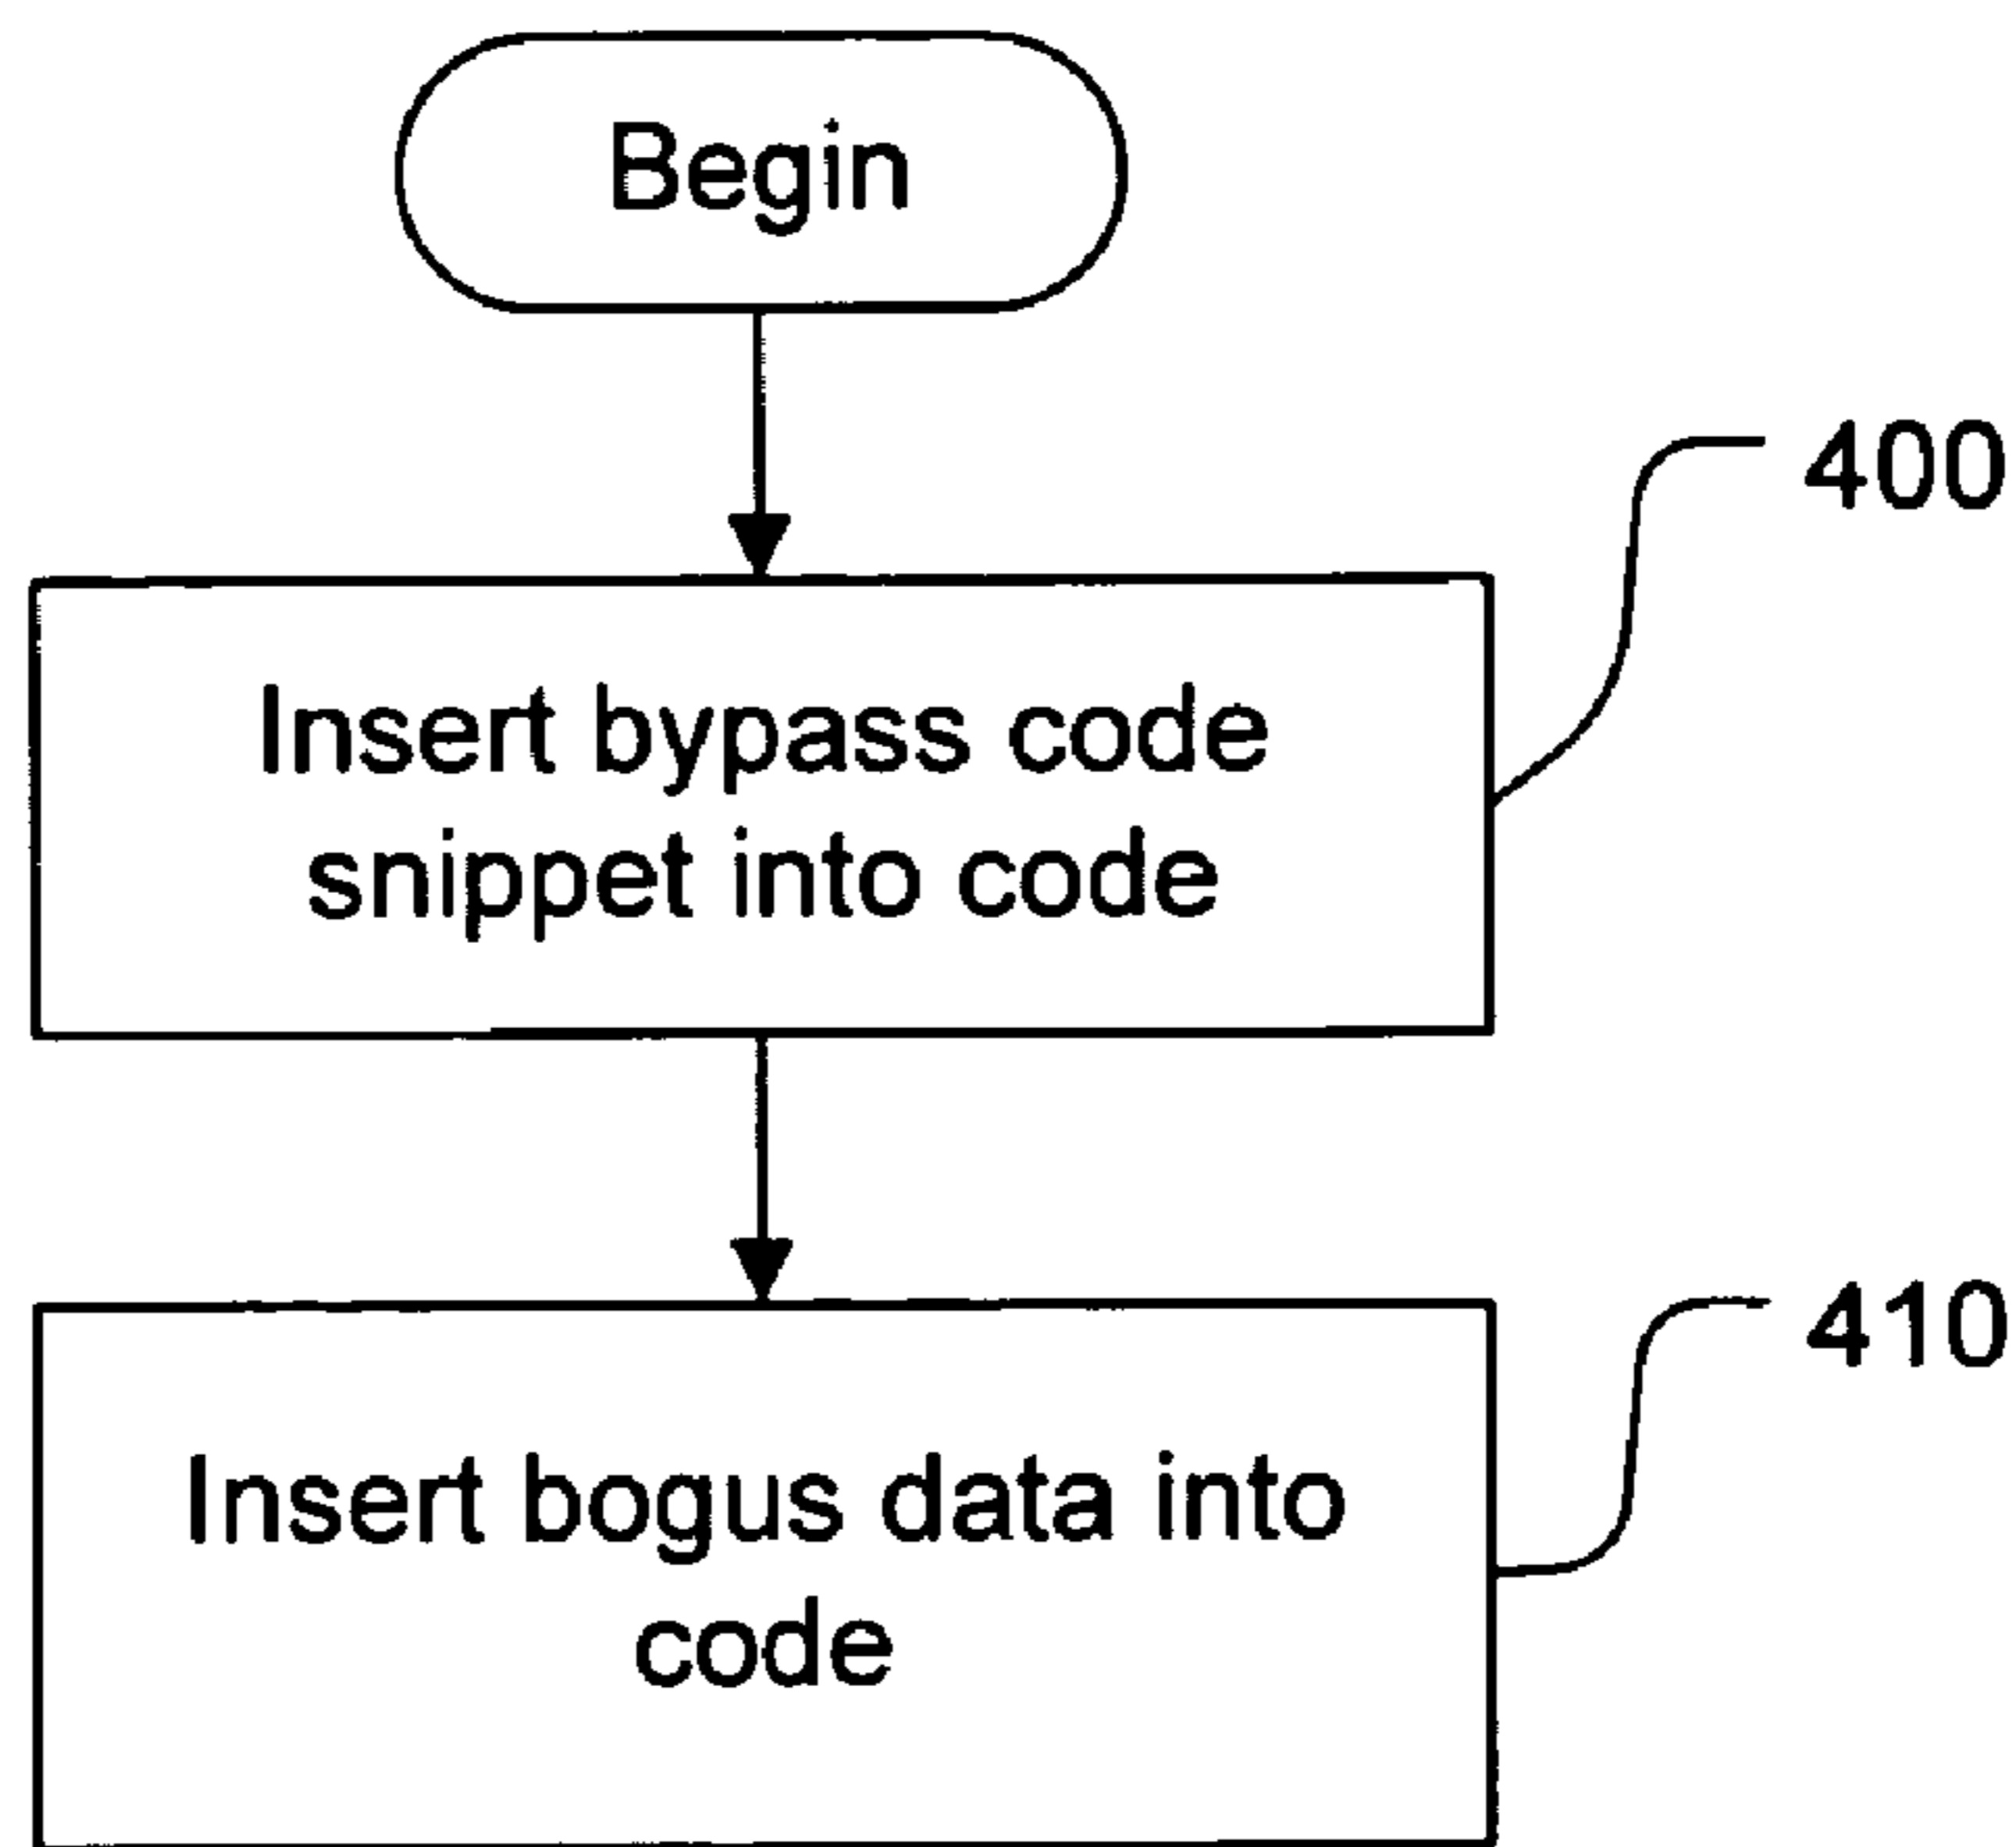 Begin
400
Insert bypass code
snippet into code
410
Insert bogus data into
code